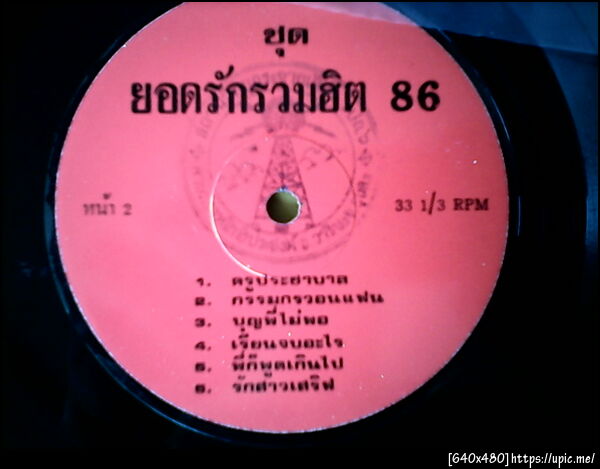 ชุด
ยอดรักรวมฮิต 86
หน้า 2
33 1/3 RPM
1. ครูประชาบาล
2. กรรมกรวอนแฟน
3. บุญพี่ไม่พอ
4. เรียนจบอะไร
5. พี่ก็พูดเกินไป
6. รักสาวเสริฟ
[640x480]https://upic.me/